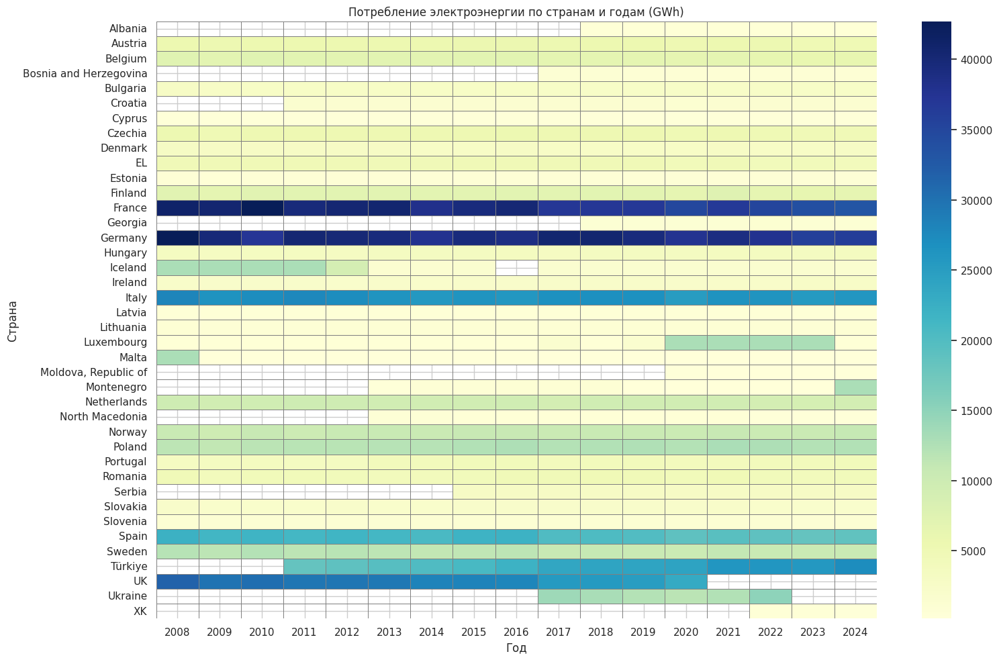 Потребление электроэнергии по странам и годам (GWh)
Страна
Albania
Austria
Belgium
Bosnia and Herzegovina
Bulgaria
Croatia
Cyprus
Czechia
Denmark
EL
Estonia
Finland
France
Georgia
Germany
Hungary
Iceland
Ireland
Italy
Latvia
Lithuania
Luxembourg
Malta
Moldova, Republic of
Montenegro
Netherlands
North Macedonia
Norway
Poland
Portugal
Romania
Serbia
Slovakia
Slovenia
Spain
Sweden
Türkiye
UK
Ukraine
XK
2008 2009 2010 2011 2012 2013 2014 2015 2016 2017 2018 2019 2020 2021 2022 2023 2024
Год
40000
35000
30000
25000
20000
15000
10000
5000